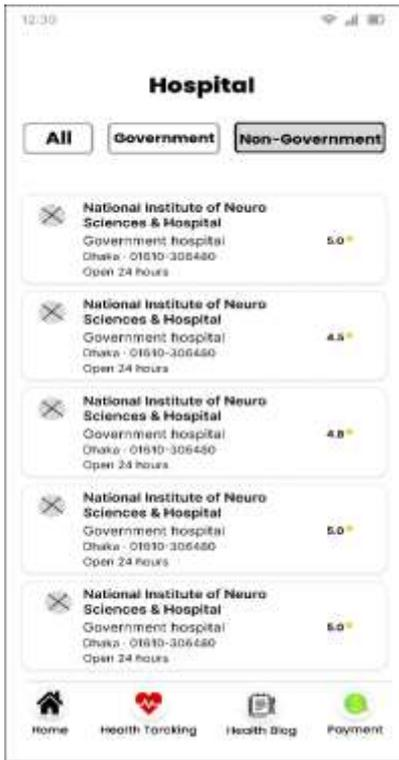 12:30
Hospital
All Government Non-Government
National Institute of Neuro
Sciences & Hospital
Government hospital
5.0
Dhaka - 01610-306480
Open 24 hours
National Institute of Neuro
Sciences & Hospital
Government hospital
4.5
Dhaka - 01610-306480
Open 24 hours
National Institute of Neuro
Sciences & Hospital
Government hospital
4.8
Dhaka - 01610-306480
Open 24 hours
National Institute of Neuro
Sciences & Hospital
Government hospital
5.0
Dhaka - 01610-306480
Open 24 hours
National Institute of Neuro
Sciences & Hospital
Government hospital
5.0
Dhaka - 01610-306480
Open 24 hours
Home Health Torcking Health Blog Payment